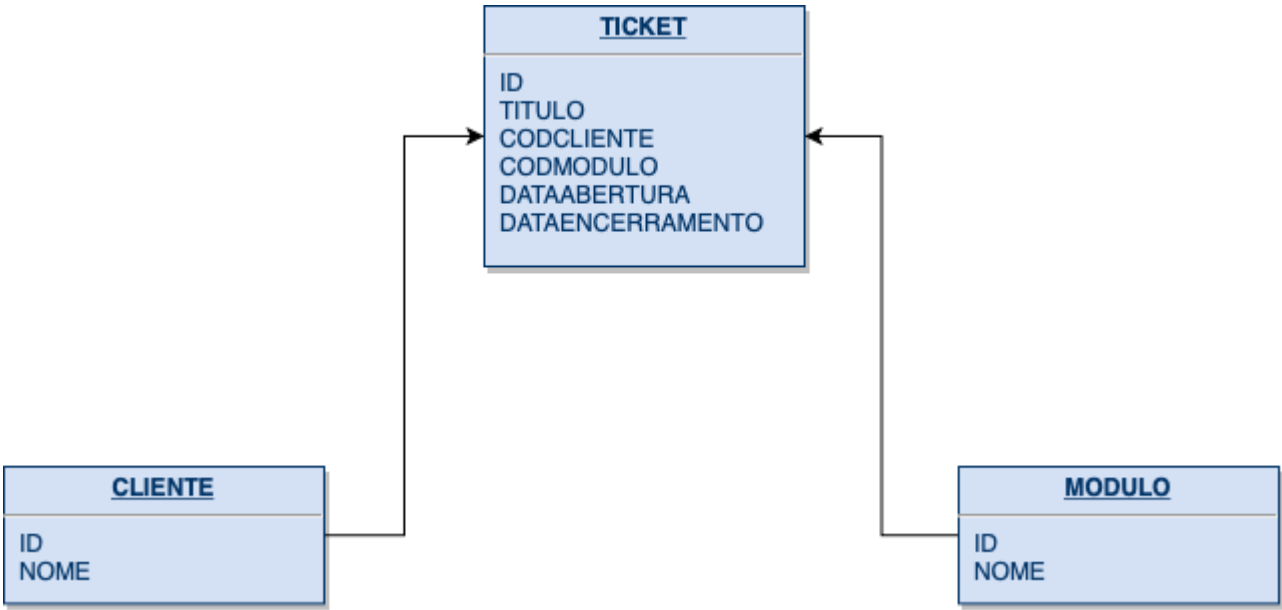 TICKET
ID
TITULO
CODCLIENTE
CODMODULO
DATAABERTURA
DATAENCERRAMENTO
CLIENTE
ID
NOME
MODULO
ID
NOME